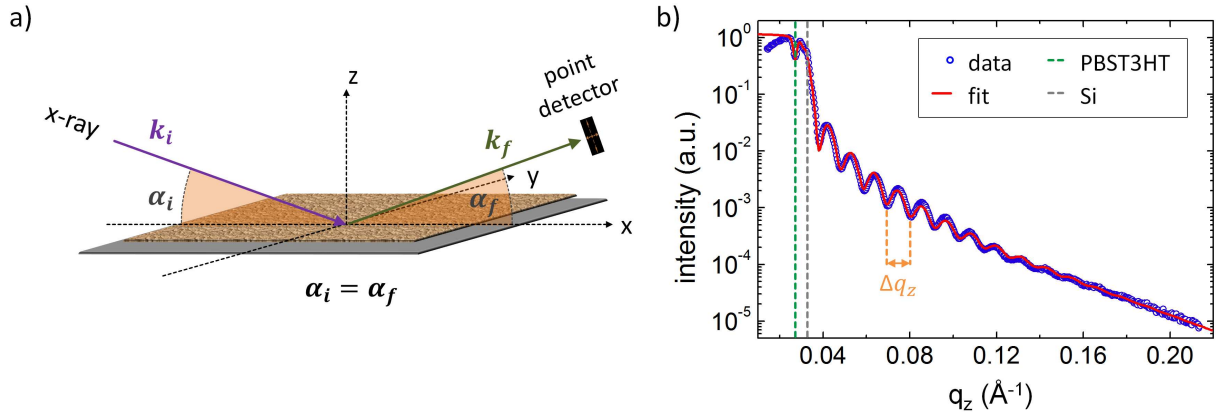 a)
z
point
detector
x-ray
k_i
k_f
y
α_i
α_f
x
α_i = α_f
b)
10^0
10^-1
10^-2
10^-3
10^-4
10^-5
intensity (a.u.)
data
PBST3HT
fit
Si
Δq_z
0.04
0.08
0.12
0.16
0.20
q_z (Å^-1)